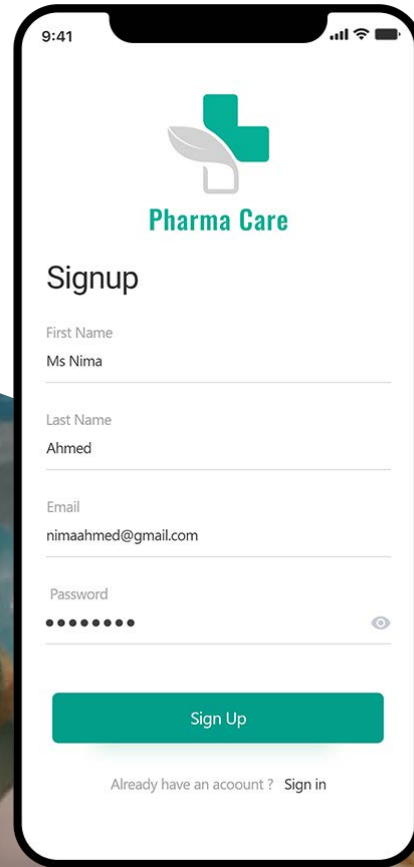 9:41
Pharma Care
Signup
First Name
Ms Nima
Last Name
Ahmed
Email
nimaahmed@gmail.com
Password
Sign Up
Already have an acoount ? Sign in